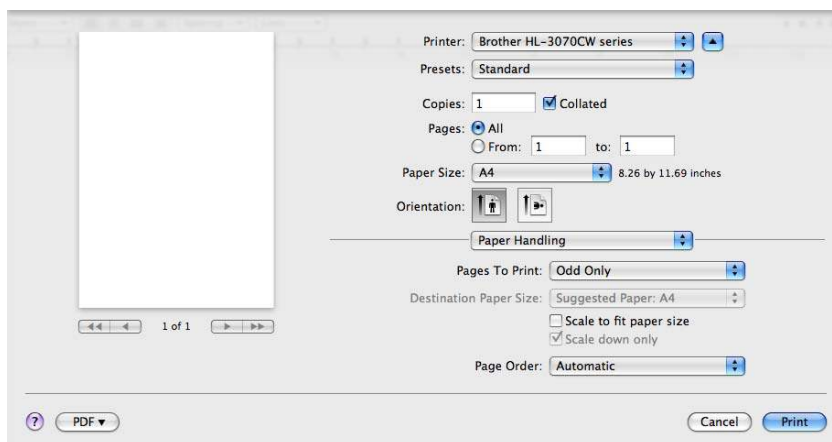 Printer: Brother HL-3070CW series
Presets: Standard
Copies: 1 Collated
Pages: All
From: 1 to: 1
Paper Size: A4 8.26 by 11.69 inches
Orientation:
Paper Handling
Pages To Print: Odd Only
Destination Paper Size: Suggested Paper: A4
Scale to fit paper size
1 of 1
Scale down only
Page Order: Automatic
? PDF Cancel Print